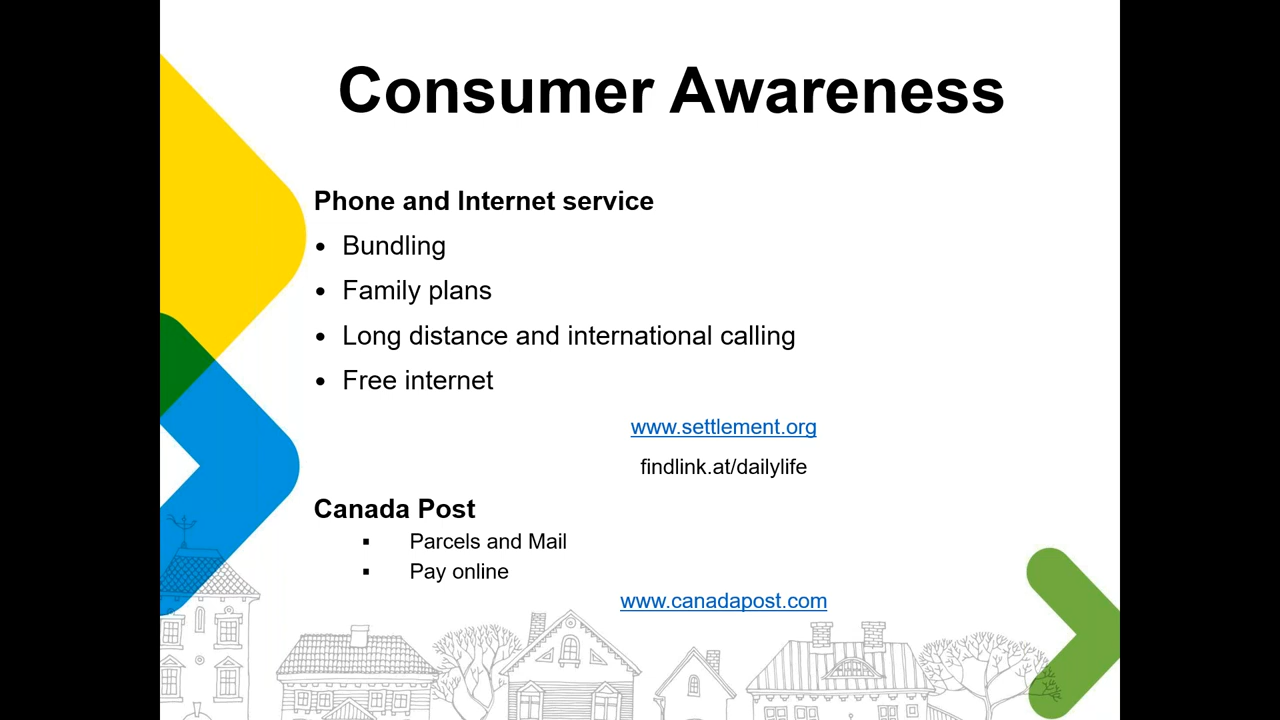 Consumer Awareness
Phone and Internet service
• Bundling
• Family plans
• Long distance and international calling
• Free internet
www.settlement.org
findlink.at/dailylife
Canada Post
▪ Parcels and Mail
▪ Pay online
www.canadapost.com